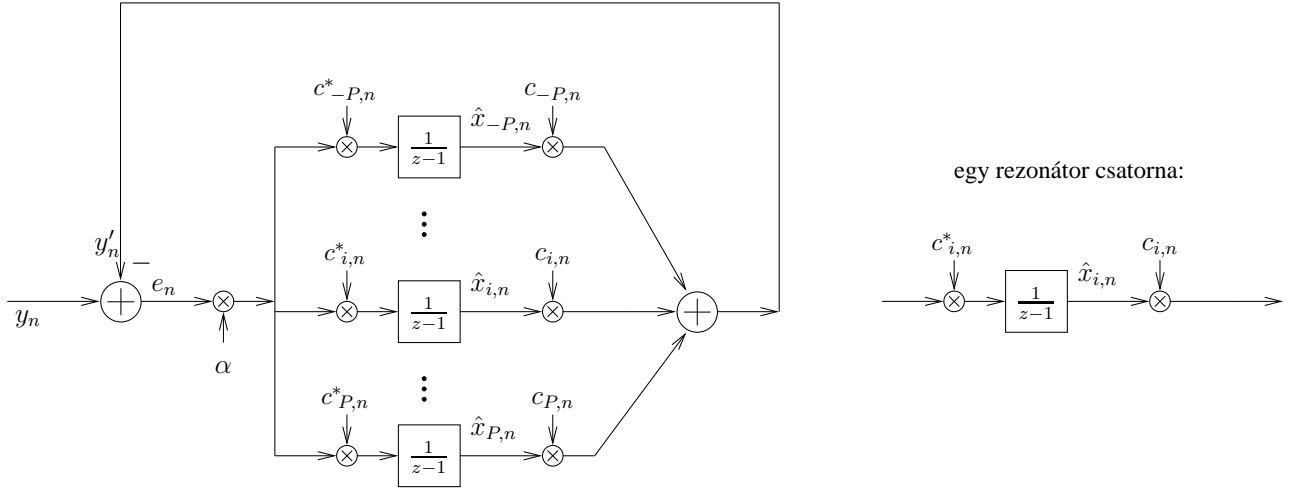 c*₋P,n
c₋P,n
1/(z−1)
x̂₋P,n
egy rezonátor csatorna:
y′ₙ
−
eₙ
+
yₙ
×
α
⋮
c*i,n
ci,n
1/(z−1)
x̂i,n
+
⋮
c*P,n
cP,n
1/(z−1)
x̂P,n
c*i,n
ci,n
1/(z−1)
x̂i,n